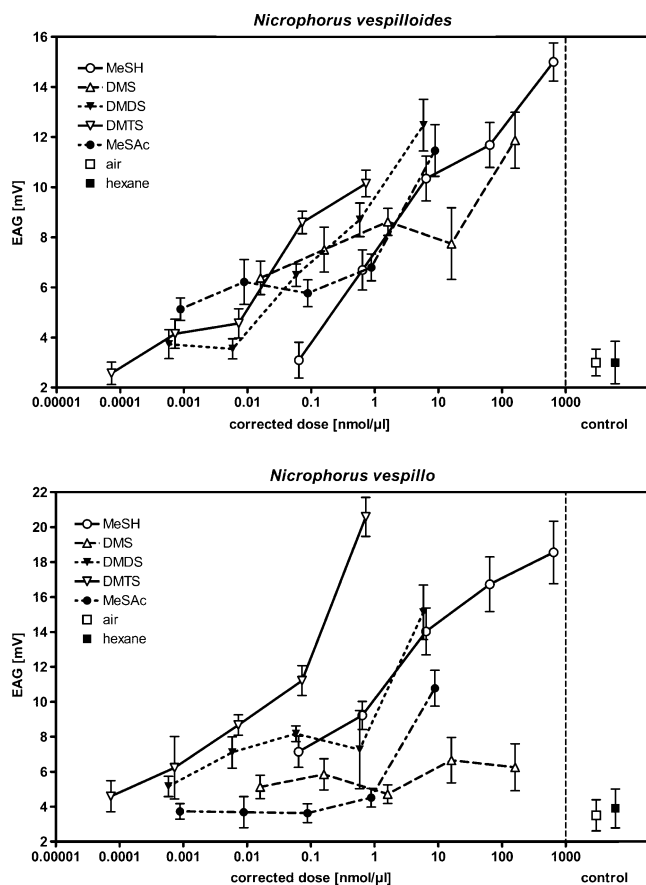 Nicrophorus vespilloides
16
14
12
10
8
6
4
2
EAG [mV]
MeSH
DMS
DMDS
DMTS
MeSAc
air
hexane
0.00001 0.0001 0.001 0.01 0.1 1 10 100 1000 control
corrected dose [nmol/µl]
Nicrophorus vespillo
22
20
18
16
14
12
10
8
6
4
2
EAG [mV]
MeSH
DMS
DMDS
DMTS
MeSAc
air
hexane
0.00001 0.0001 0.001 0.01 0.1 1 10 100 1000
corrected dose [nmol/µl] control